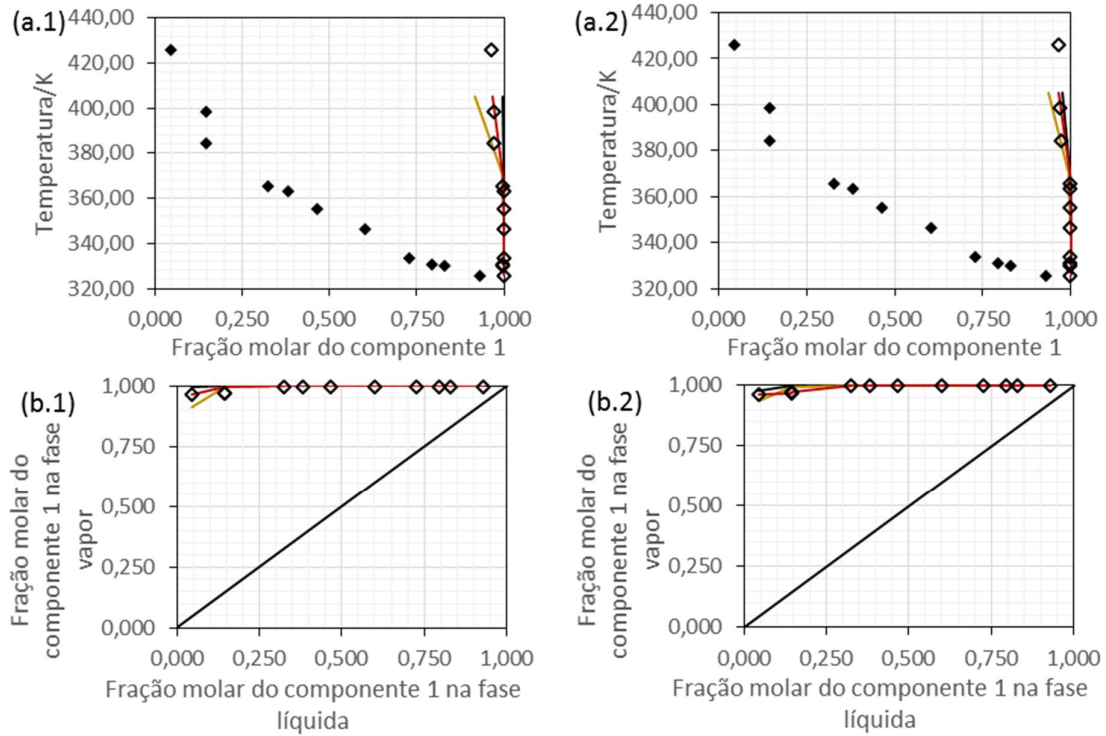 (a.1)
Temperatura/K
440,00
420,00
400,00
380,00
360,00
340,00
320,00
0,000 0,250 0,500 0,750 1,000
Fração molar do componente 1
(a.2)
Temperatura/K
440,00
420,00
400,00
380,00
360,00
340,00
320,00
0,000 0,250 0,500 0,750 1,000
Fração molar do componente 1
(b.1)
Fração molar do
componente 1 na fase
vapor
1,000
0,750
0,500
0,250
0,000
0,000 0,250 0,500 0,750 1,000
Fração molar do componente 1 na fase
líquida
(b.2)
Fração molar do
componente 1 na fase
vapor
1,000
0,750
0,500
0,250
0,000
0,000 0,250 0,500 0,750 1,000
Fração molar do componente 1 na fase
líquida